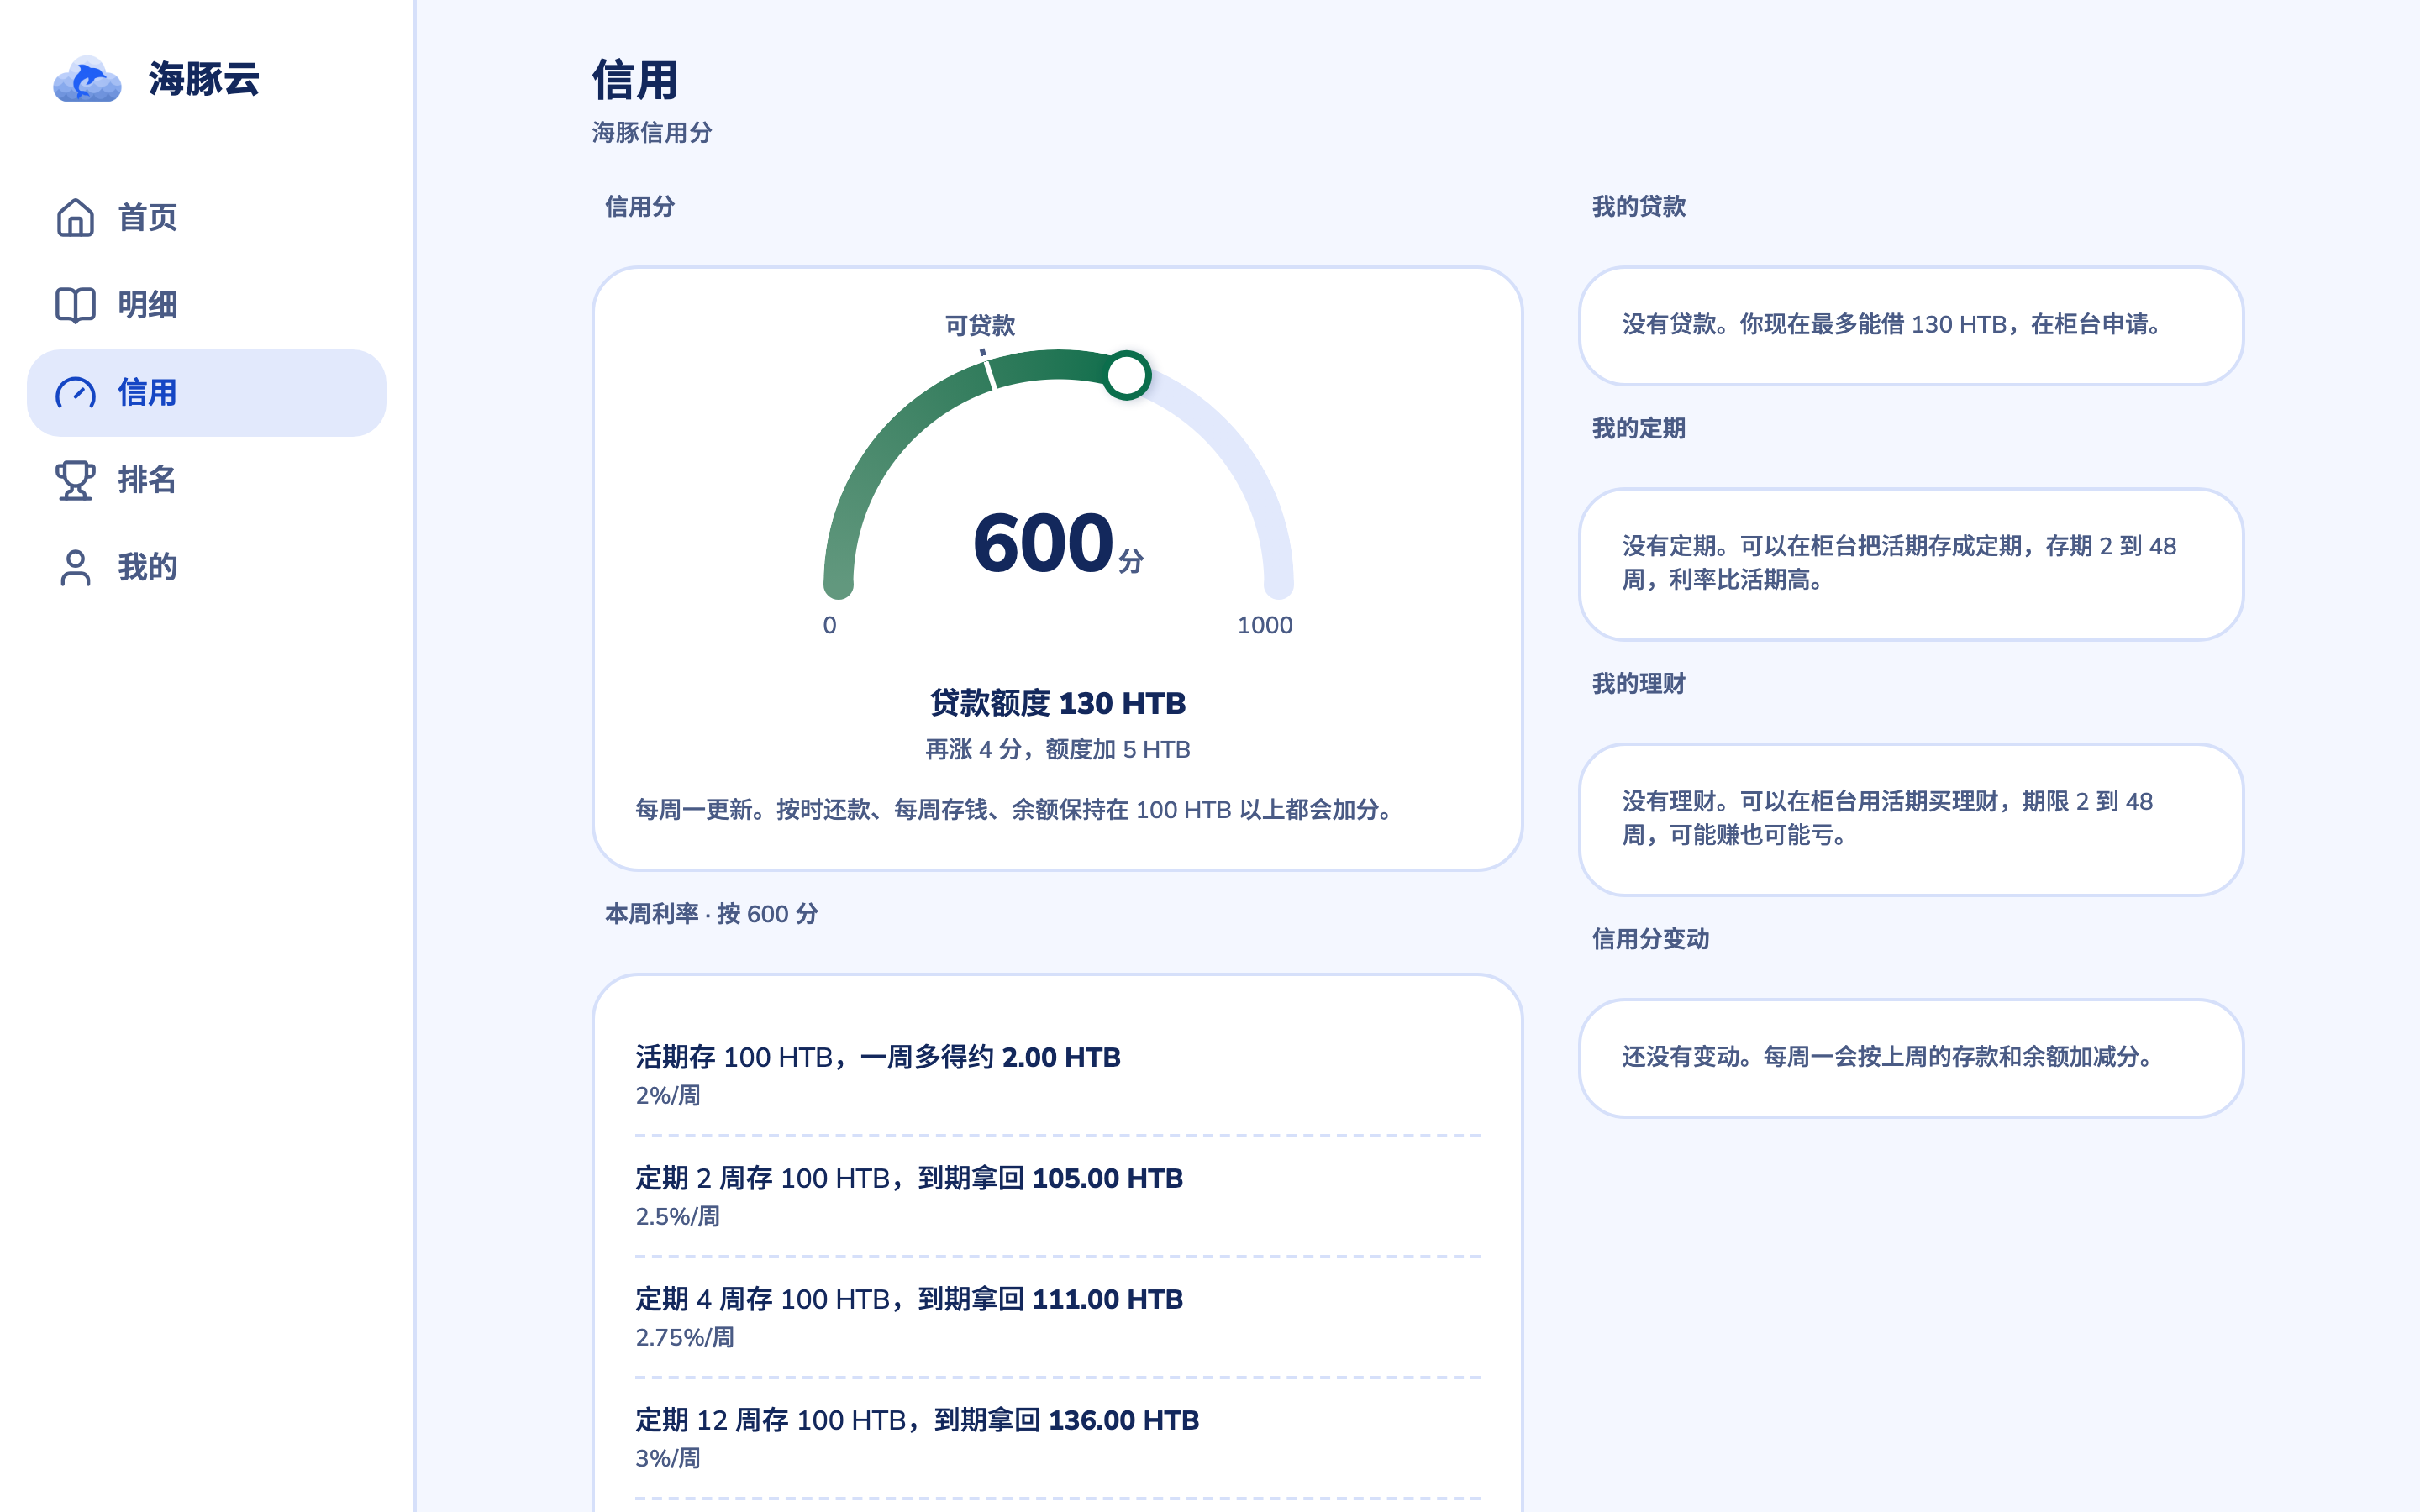 海豚云
首页
明细
信用
排名
我的
信用
海豚信用分
信用分
可贷款
600分
0
1000
贷款额度 130 HTB
再涨 4 分，额度加 5 HTB
每周一更新。按时还款、每周存钱、余额保持在 100 HTB 以上都会加分。
本周利率 · 按 600 分
活期存 100 HTB，一周多得约 2.00 HTB
2%/周
定期 2 周存 100 HTB，到期拿回 105.00 HTB
2.5%/周
定期 4 周存 100 HTB，到期拿回 111.00 HTB
2.75%/周
定期 12 周存 100 HTB，到期拿回 136.00 HTB
3%/周
我的贷款
没有贷款。你现在最多能借 130 HTB，在柜台申请。
我的定期
没有定期。可以在柜台把活期存成定期，存期 2 到 48
周，利率比活期高。
我的理财
没有理财。可以在柜台用活期买理财，期限 2 到 48
周，可能赚也可能亏。
信用分变动
还没有变动。每周一会按上周的存款和余额加减分。